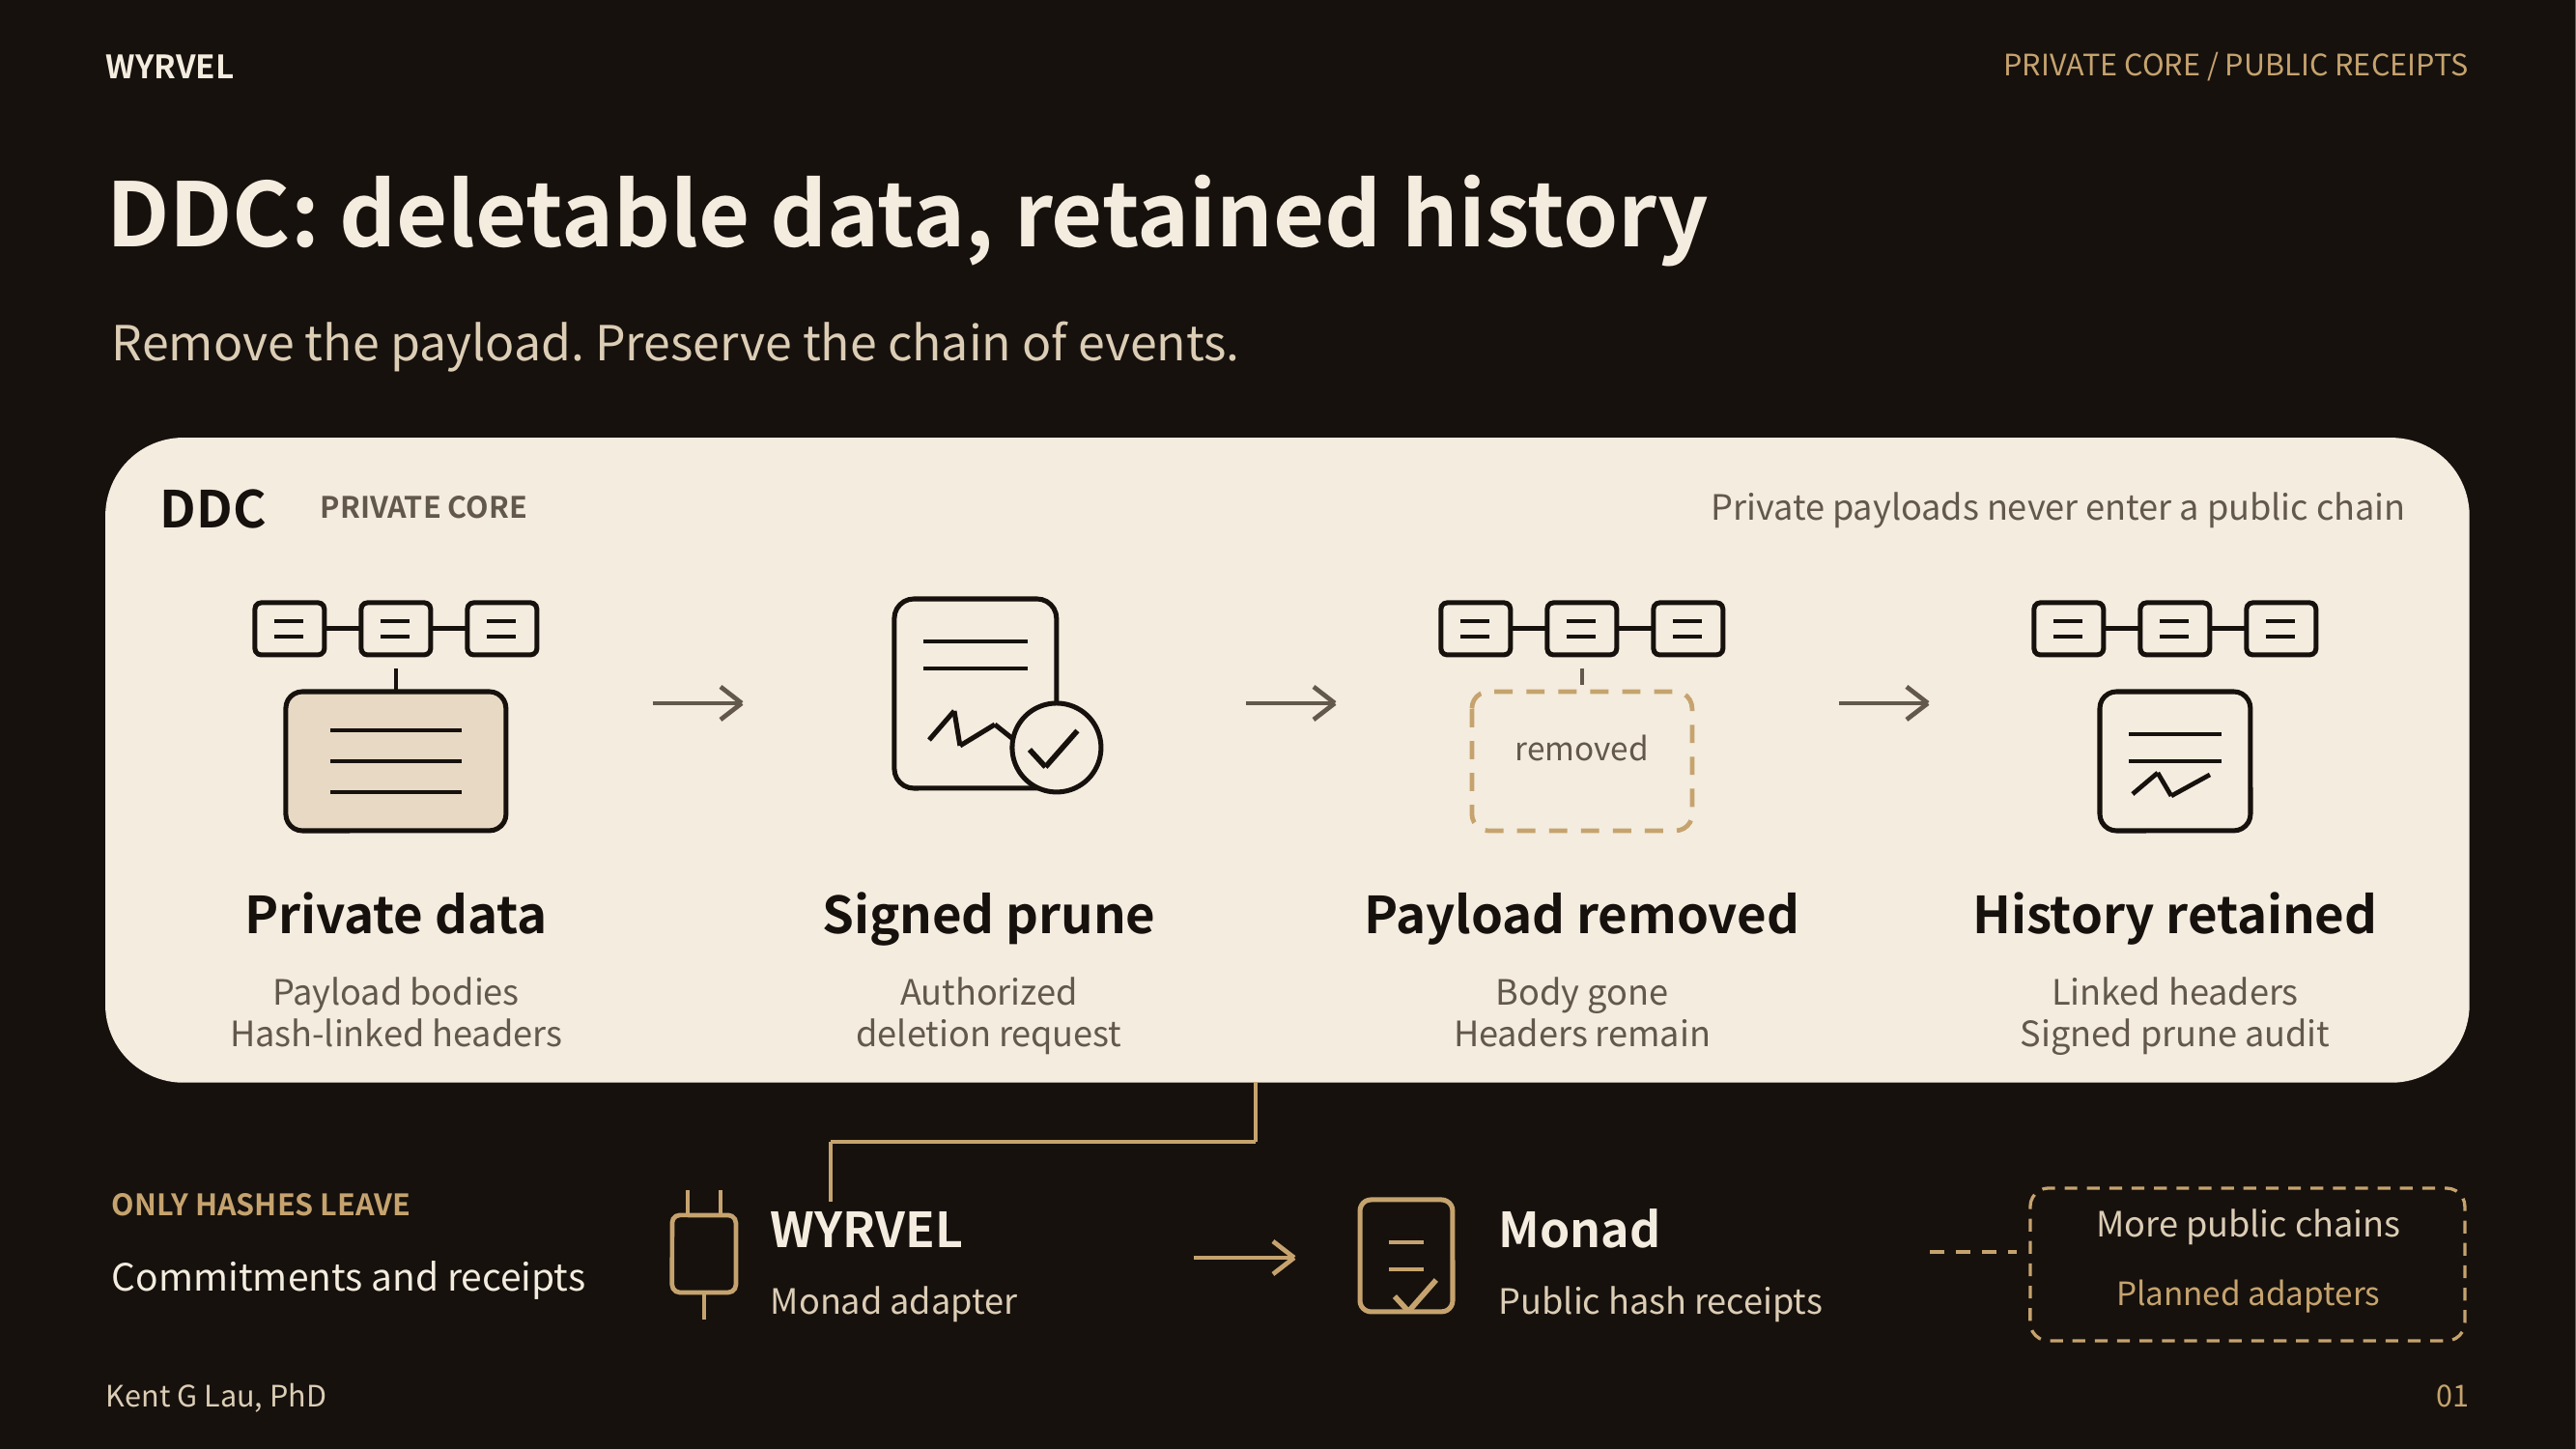 WYRVEL
PRIVATE CORE / PUBLIC RECEIPTS
DDC: deletable data, retained history
Remove the payload. Preserve the chain of events.
DDC
PRIVATE CORE
Private payloads never enter a public chain
removed
Private data
Payload bodies
Hash-linked headers
Signed prune
Authorized
deletion request
Payload removed
Body gone
Headers remain
History retained
Linked headers
Signed prune audit
ONLY HASHES LEAVE
Commitments and receipts
WYRVEL
Monad adapter
Monad
Public hash receipts
More public chains
Planned adapters
Kent G Lau, PhD
01